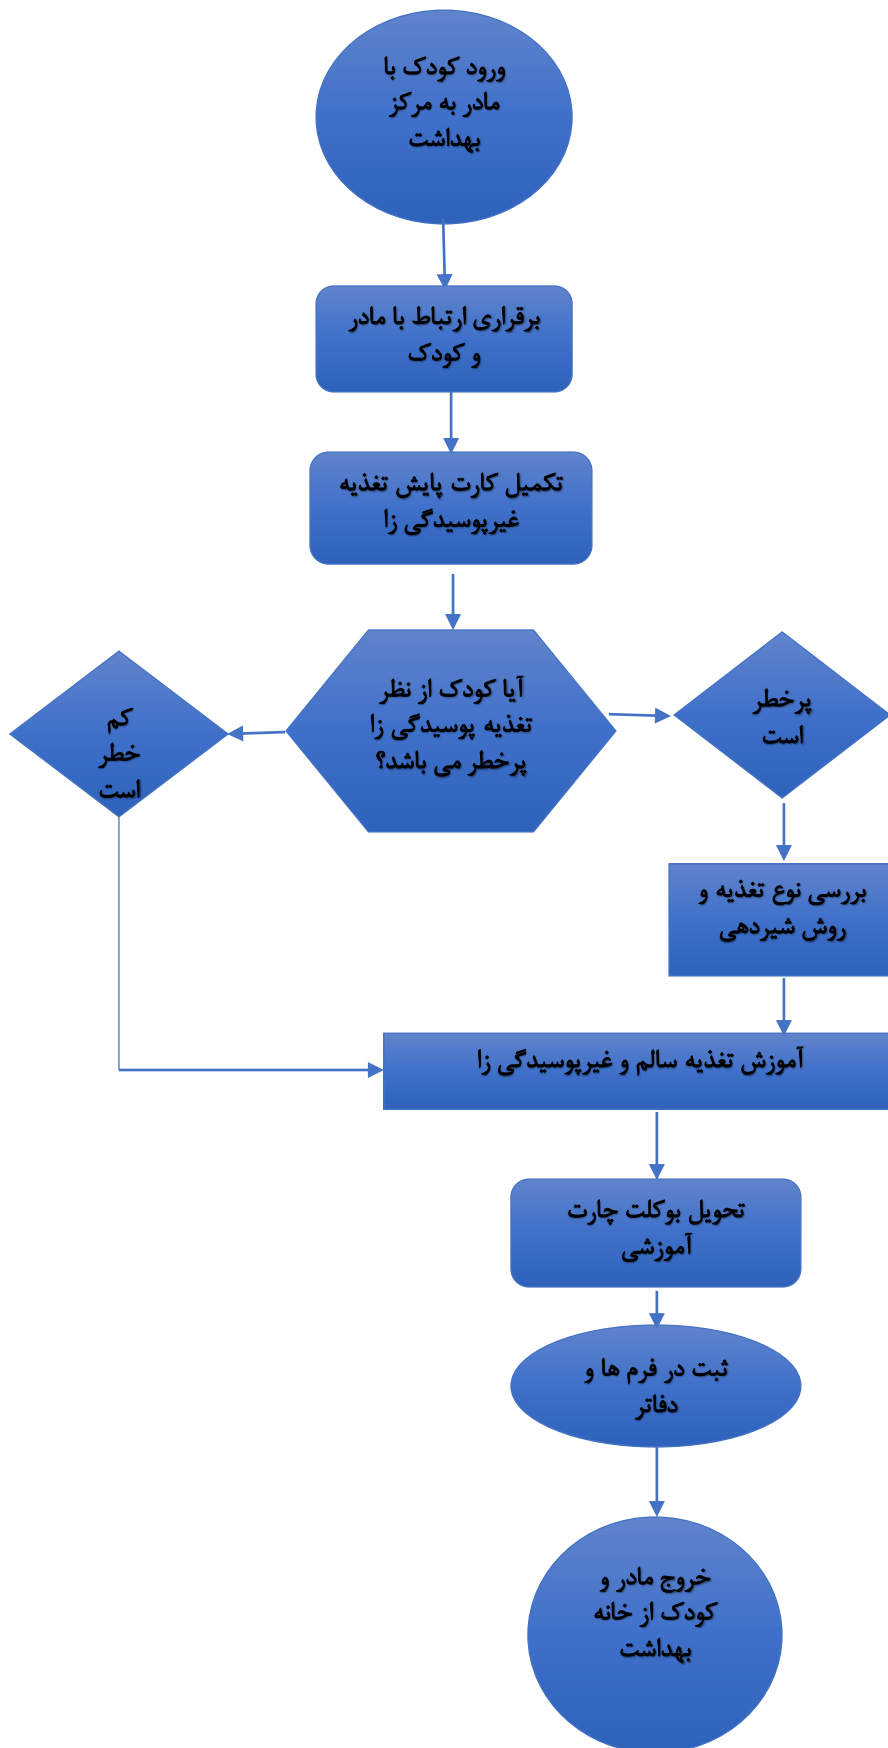 ورود کودک با
مادر به مرکز
بهداشت
برقراری ارتباط با مادر
و کودک
تکمیل کارت پایش تغذیه
غیرپوسیدگی زا
آیا کودک از نظر
تغذیه پوسیدگی زا
پرخطر می باشد؟
پرخطر
است
کم
خطر
است
بررسی نوع تغذیه و
روش شیردهی
آموزش تغذیه سالم و غیرپوسیدگی زا
تحویل بوکلت چارت
آموزشی
ثبت در فرم ها و
دفاتر
خروج مادر و
کودک از خانه
بهداشت